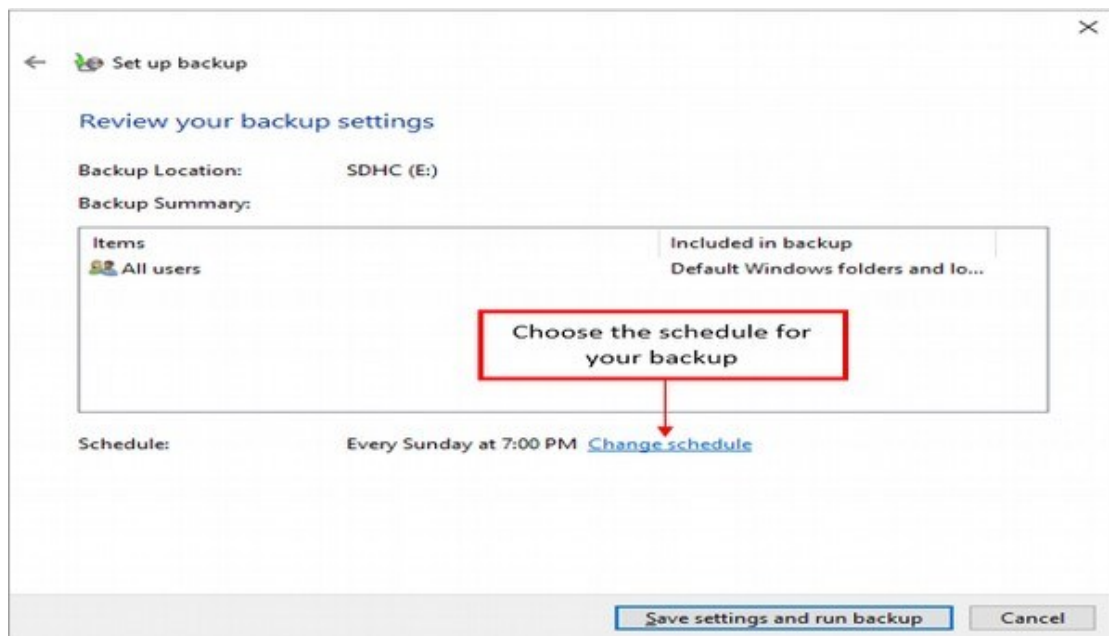 Set up backup
Review your backup settings
Backup Location: SDHC (E:)
Backup Summary:
Items Included in backup
All users Default Windows folders and lo...
Choose the schedule for
your backup
Schedule: Every Sunday at 7:00 PM Change schedule
Save settings and run backup Cancel